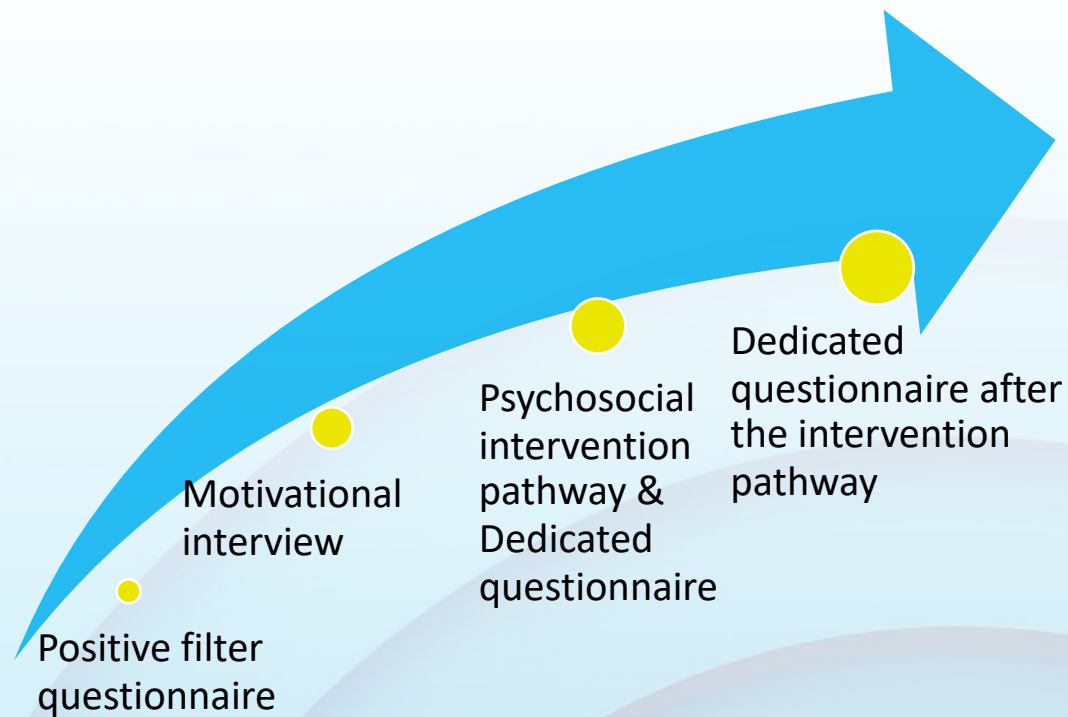 Positive filter
questionnaire
Motivational
interview
Psychosocial
intervention
pathway &
Dedicated
questionnaire
Dedicated
questionnaire after
the intervention
pathway